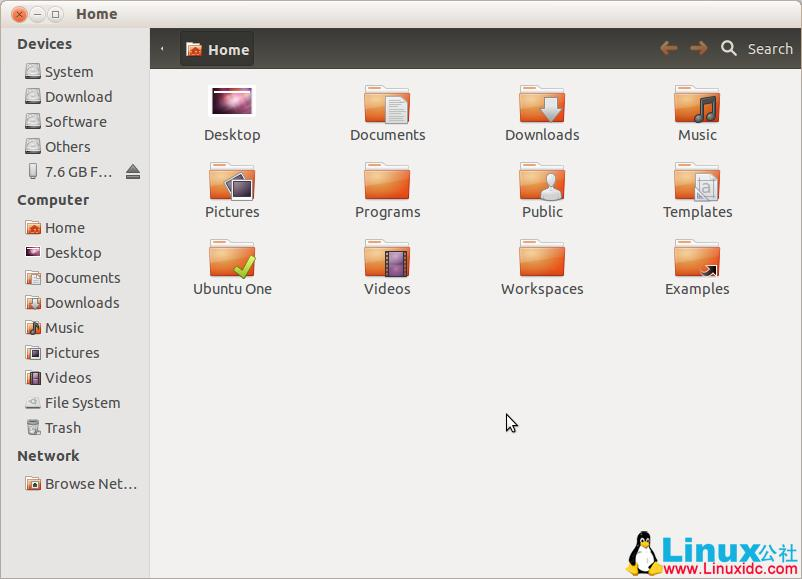 Home
Devices
System
Download
Software
Others
7.6 GB F...
Computer
Home
Desktop
Documents
Downloads
Music
Pictures
Videos
File System
Trash
Network
Browse Net...
Home
Search
Desktop Documents Downloads Music
Pictures Programs Public Templates
Ubuntu One Videos Workspaces Examples
Linux公社
www.Linuxidc.com